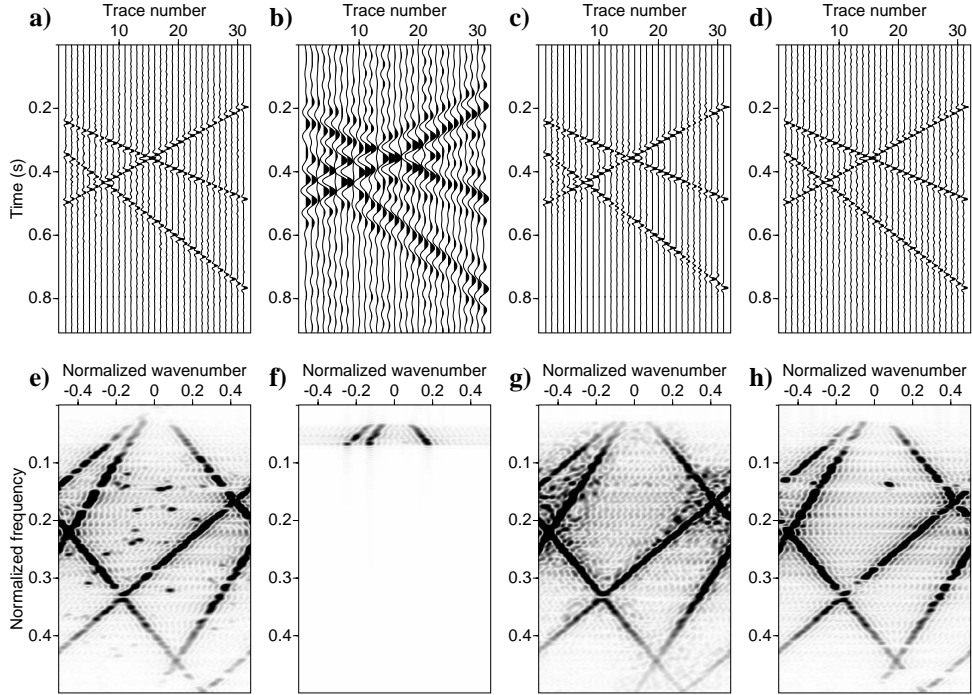 a) Trace number
10 20 30
b) Trace number
10 20 30
c) Trace number
10 20 30
d) Trace number
10 20 30
Time (s)
0.2
0.4
0.6
0.8
0.2
0.4
0.6
0.8
0.2
0.4
0.6
0.8
0.2
0.4
0.6
0.8
e) Normalized wavenumber
-0.4 -0.2 0 0.2 0.4
f) Normalized wavenumber
-0.4 -0.2 0 0.2 0.4
g) Normalized wavenumber
-0.4 -0.2 0 0.2 0.4
h) Normalized wavenumber
-0.4 -0.2 0 0.2 0.4
Normalized frequency
0.1
0.2
0.3
0.4
0.1
0.2
0.3
0.4
0.1
0.2
0.3
0.4
0.1
0.2
0.3
0.4